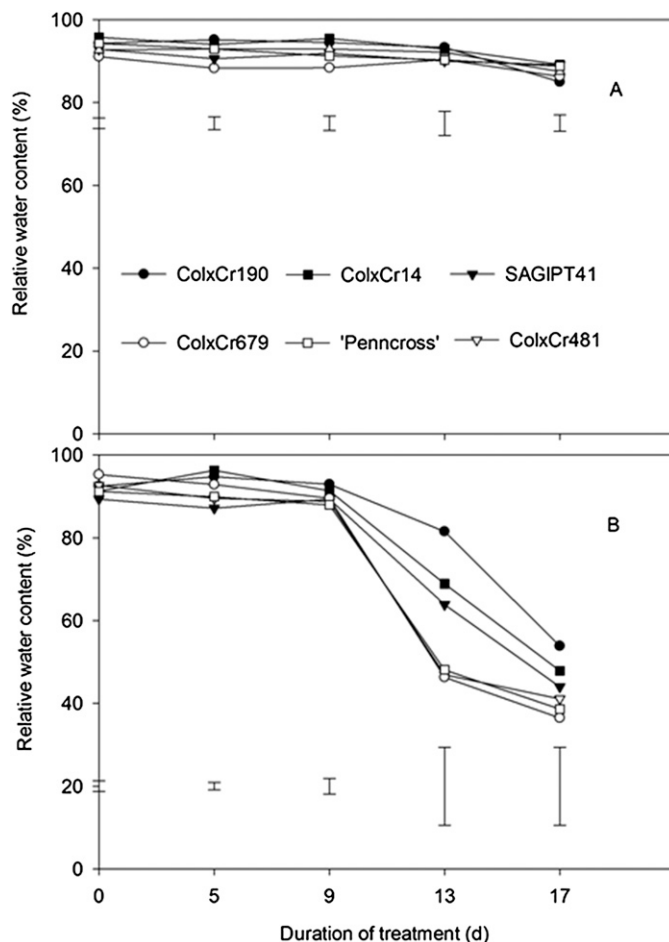 100
80
60
40
20
0
Relative water content (%)
A
ColxCr190
ColxCr14
SAGIPT41
ColxCr679
'Penncross'
ColxCr481
100
80
60
40
20
0
Relative water content (%)
B
0 5 9 13 17
Duration of treatment (d)